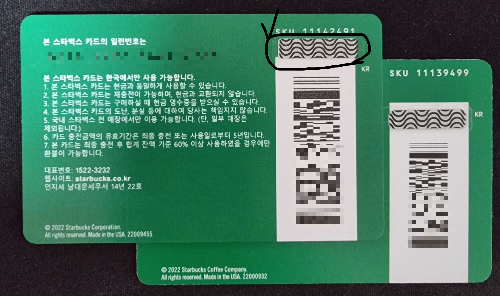 본 스타벅스 카드의 일련번호는
SKU 11142491
KR
본 스타벅스 카드는 한국에서만 사용 가능합니다.
1. 본 스타벅스 카드는 현금과 동일하게 사용할 수 있습니다.
2. 본 스타벅스 카드는 재충전이 가능하며, 현금과 교환되지 않습니다.
3. 본 스타벅스 카드는 구매하실 때 현금 영수증을 받으실 수 있습니다.
4. 본 스타벅스 카드의 도난, 분실 등에 대하여 당사는 책임지지 않습니다.
5. 국내 스타벅스 전 매장에서만 이용 가능합니다. (단, 일부 매장은
제외됩니다.)
6. 카드 충전금액의 유효기간은 최종 충전 또는 사용일로부터 5년입니다.
7. 본 카드는 최종 충전 후 합계 잔액 기준 60% 이상 사용하셨을 경우에만
환불이 가능합니다.
대표번호: 1522-3232
웹사이트: starbucks.co.kr
인지세 남대문세무서 14년 22호
© 2022 Starbucks Corporation.
All rights reserved. Made in the USA. 22009455
SKU 11139499
KR
© 2022 Starbucks Coffee Company.
All rights reserved. Made in the USA. 22000932